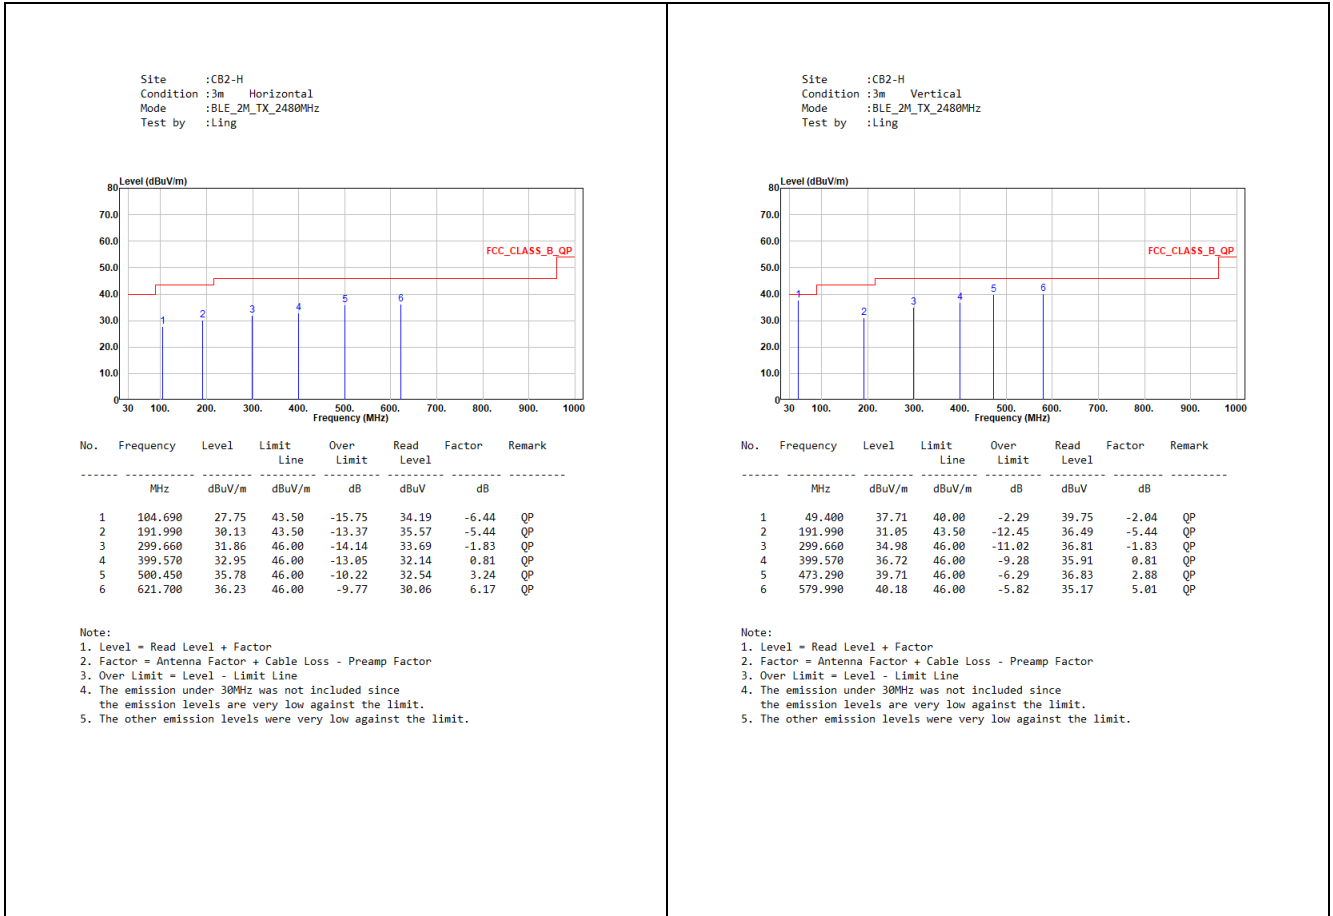 Site :CB2-H
Condition :3m Horizontal
Mode :BLE_2M_TX_2480MHz
Test by :Ling
Level (dBuV/m)
80
70.0
60.0
FCC_CLASS_B_QP
50.0
40.0
30.0
20.0
10.0
0
1 2 3 4 5 6
30 100. 200. 300. 400. 500. 600. 700. 800. 900. 1000
Frequency (MHz)
No. Frequency Level Limit Over Read Factor Remark
Line Limit Level
------ ----------- -------- --------- -------- --------- -------- ---------
MHz dBuV/m dBuV/m dB dBuV dB
1 104.690 27.75 43.50 -15.75 34.19 -6.44 QP
2 191.990 30.13 43.50 -13.37 35.57 -5.44 QP
3 299.660 31.86 46.00 -14.14 33.69 -1.83 QP
4 399.570 32.95 46.00 -13.05 32.14 0.81 QP
5 500.450 35.78 46.00 -10.22 32.54 3.24 QP
6 621.700 36.23 46.00 -9.77 30.06 6.17 QP
Note:
1. Level = Read Level + Factor
2. Factor = Antenna Factor + Cable Loss - Preamp Factor
3. Over Limit = Level - Limit Line
4. The emission under 30MHz was not included since
the emission levels are very low against the limit.
5. The other emission levels were very low against the limit.
Site :CB2-H
Condition :3m Vertical
Mode :BLE_2M_TX_2480MHz
Test by :Ling
Level (dBuV/m)
80
70.0
60.0
FCC_CLASS_B_QP
50.0
40.0
30.0
20.0
10.0
0
1 2 3 4 5 6
30 100. 200. 300. 400. 500. 600. 700. 800. 900. 1000
Frequency (MHz)
No. Frequency Level Limit Over Read Factor Remark
Line Limit Level
------ ----------- -------- --------- -------- --------- -------- ---------
MHz dBuV/m dBuV/m dB dBuV dB
1 49.400 37.71 40.00 -2.29 39.75 -2.04 QP
2 191.990 31.05 43.50 -12.45 36.49 -5.44 QP
3 299.660 34.98 46.00 -11.02 36.81 -1.83 QP
4 399.570 36.72 46.00 -9.28 35.91 0.81 QP
5 473.290 39.71 46.00 -6.29 36.83 2.88 QP
6 579.990 40.18 46.00 -5.82 35.17 5.01 QP
Note:
1. Level = Read Level + Factor
2. Factor = Antenna Factor + Cable Loss - Preamp Factor
3. Over Limit = Level - Limit Line
4. The emission under 30MHz was not included since
the emission levels are very low against the limit.
5. The other emission levels were very low against the limit.